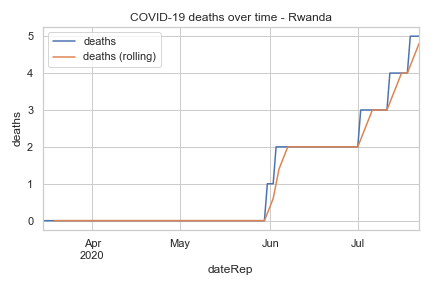 COVID-19 deaths over time - Rwanda
deaths
deaths (rolling)
deaths
5
4
3
2
1
0
Apr
2020
May
Jun
Jul
dateRep